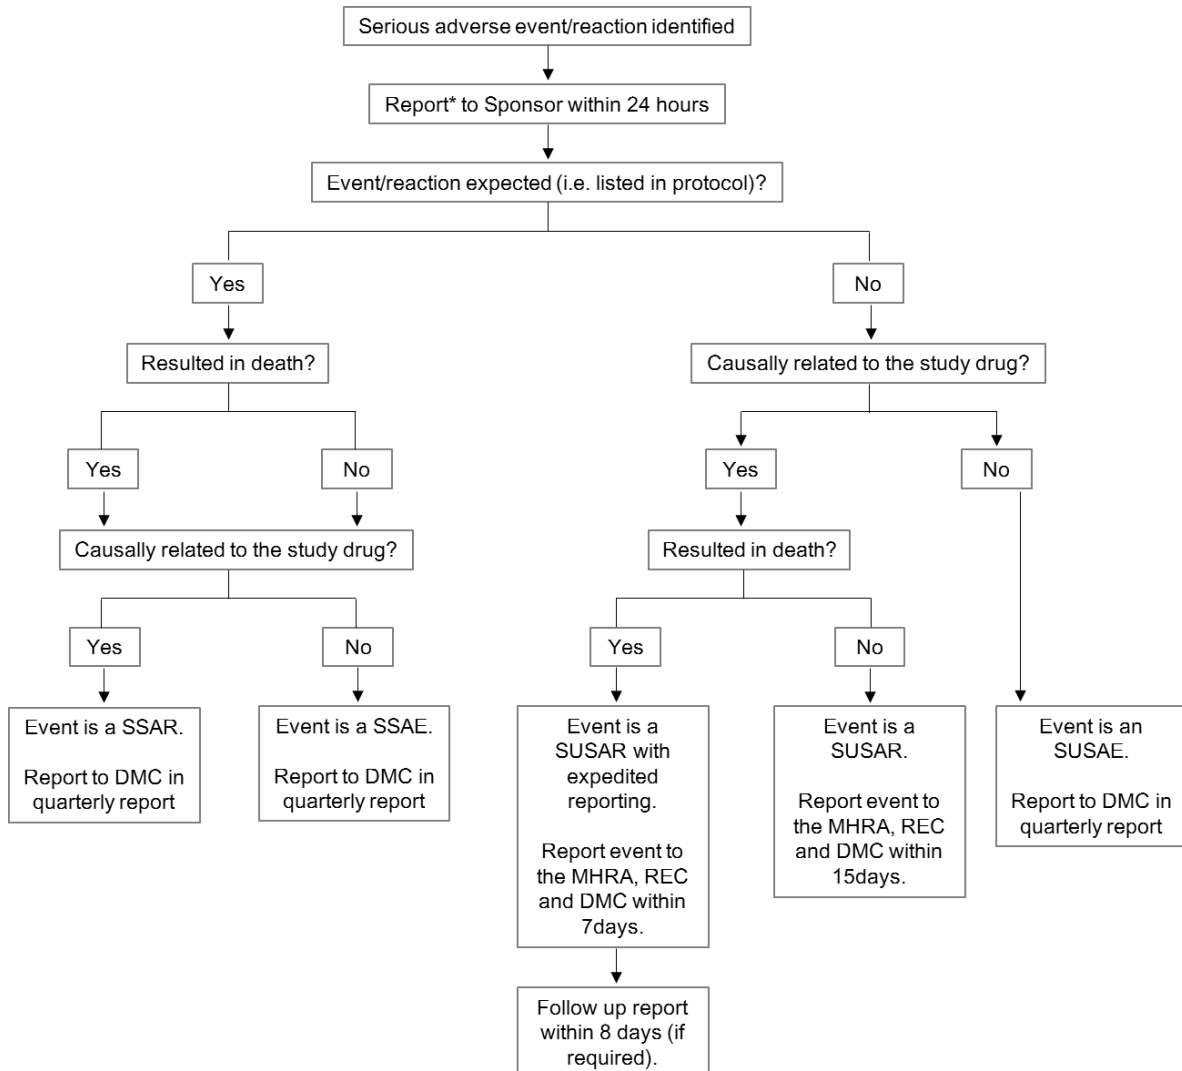 Serious adverse event/reaction identified
Report* to Sponsor within 24 hours
Event/reaction expected (i.e. listed in protocol)?
Yes
No
Resulted in death?
Causally related to the study drug?
Yes
No
Yes
No
Causally related to the study drug?
Resulted in death?
Yes
No
Yes
No
Event is a SSAR.
Report to DMC in
quarterly report
Event is a SSAE.
Report to DMC in
quarterly report
Event is a
SUSAR with
expedited
reporting.
Report event to
the MHRA, REC
and DMC within
7days.
Event is a
SUSAR.
Report event to
the MHRA, REC
and DMC within
15days.
Event is an
SUSAE.
Report to DMC in
quarterly report
Follow up report
within 8 days (if
required).